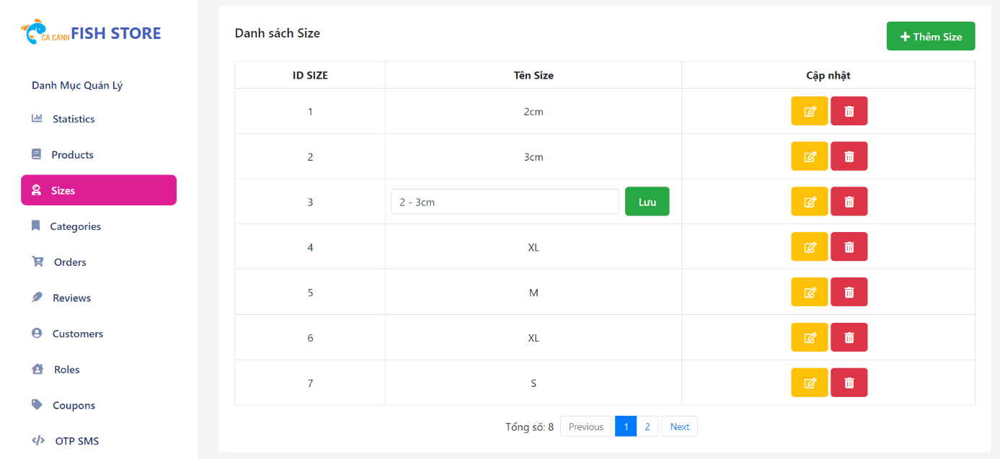 CA CẢNH FISH STORE
Danh Mục Quản Lý
Statistics
Products
Sizes
Categories
Orders
Reviews
Customers
Roles
Coupons
OTP SMS
Danh sách Size
Thêm Size
ID SIZE Tên Size Cập nhật
1 2cm
2 3cm
3 2 - 3cm Lưu
4 XL
5 M
6 XL
7 S
Tổng số: 8 Previous 1 2 Next